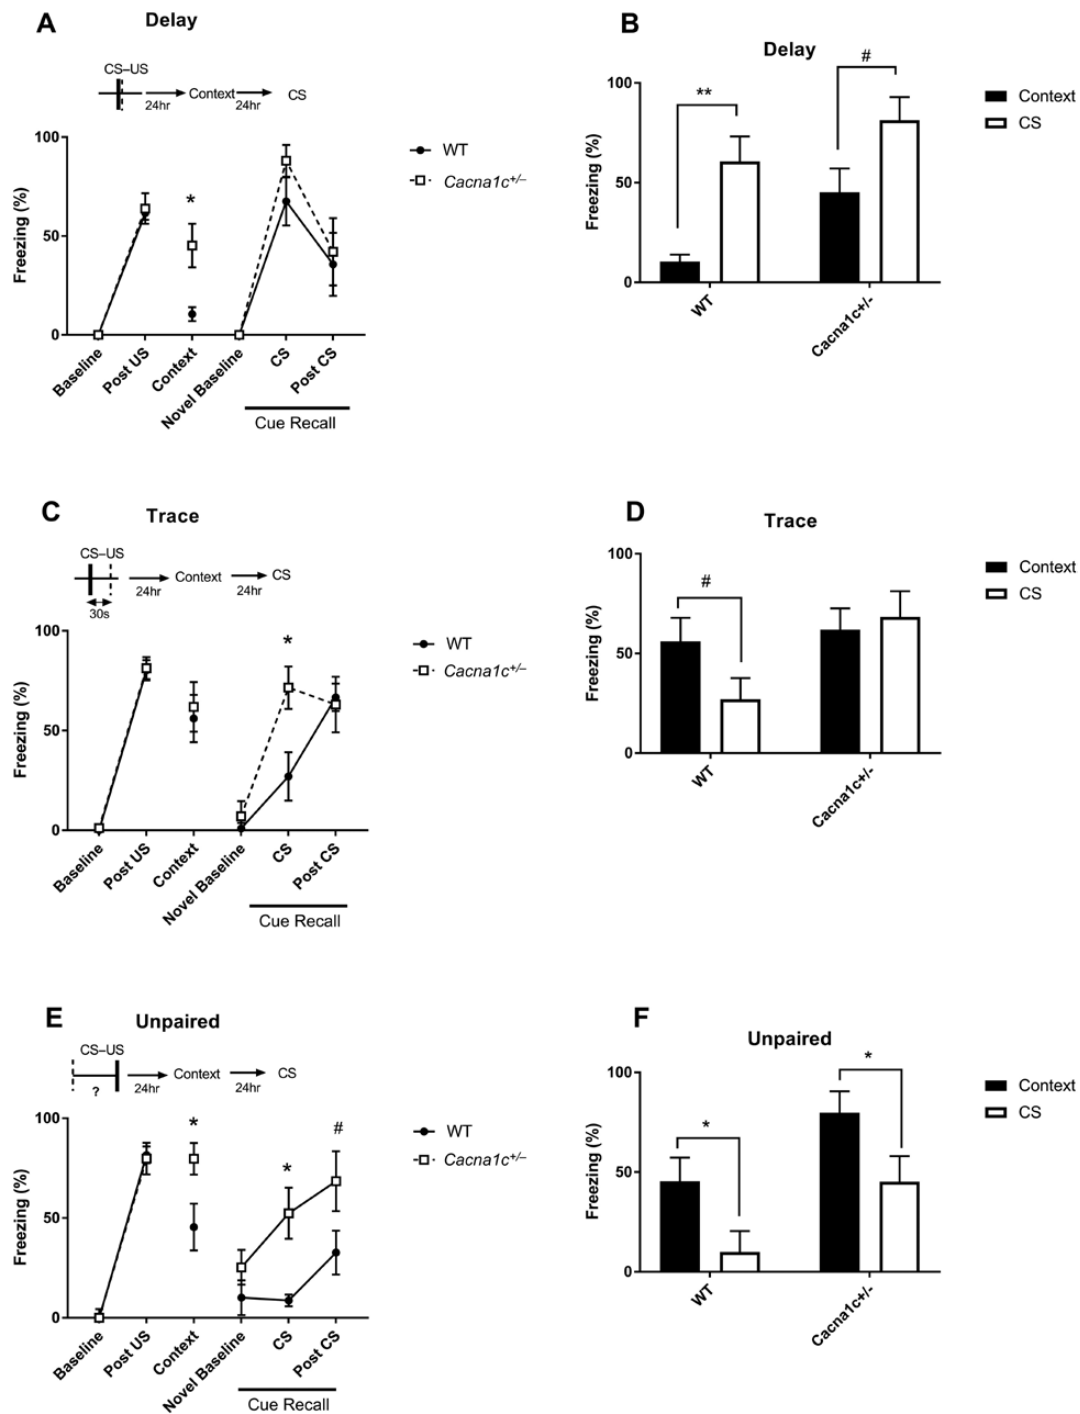 A
Delay
CS–US
24hr
Context
24hr
CS
100
50
0
Freezing (%)
*
WT
Cacna1c+/–
Baseline
Post US
Context
Novel Baseline
CS
Post CS
Cue Recall
B
Delay
100
50
0
Freezing (%)
**
#
Context
CS
WT
Cacna1c+/-
C
Trace
CS–US
30s
24hr
Context
24hr
CS
100
50
0
Freezing (%)
*
WT
Cacna1c+/–
Baseline
Post US
Context
Novel Baseline
CS
Post CS
Cue Recall
D
Trace
100
50
0
Freezing (%)
#
Context
CS
WT
Cacna1c+/-
E
Unpaired
CS–US
?
24hr
Context
24hr
CS
100
50
0
Freezing (%)
*
*
#
WT
Cacna1c+/–
Baseline
Post US
Context
Novel Baseline
CS
Post CS
Cue Recall
F
Unpaired
100
50
0
Freezing (%)
*
*
Context
CS
WT
Cacna1c+/-